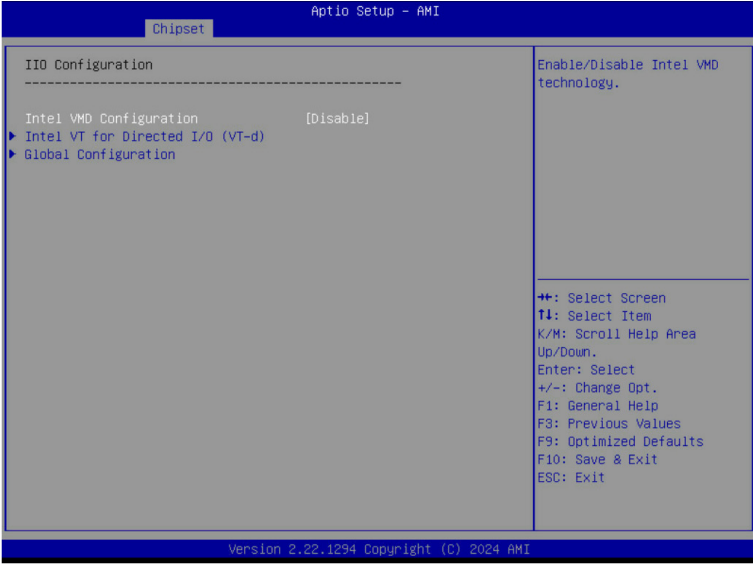 Aptio Setup – AMI
Chipset
IIO Configuration
--------------------------------------------------
Intel VMD Configuration [Disable]
Intel VT for Directed I/O (VT-d)
Global Configuration
Enable/Disable Intel VMD
technology.
→←: Select Screen
↑↓: Select Item
K/M: Scroll Help Area
Up/Down.
Enter: Select
+/-: Change Opt.
F1: General Help
F3: Previous Values
F9: Optimized Defaults
F10: Save & Exit
ESC: Exit
Version 2.22.1294 Copyright (C) 2024 AMI